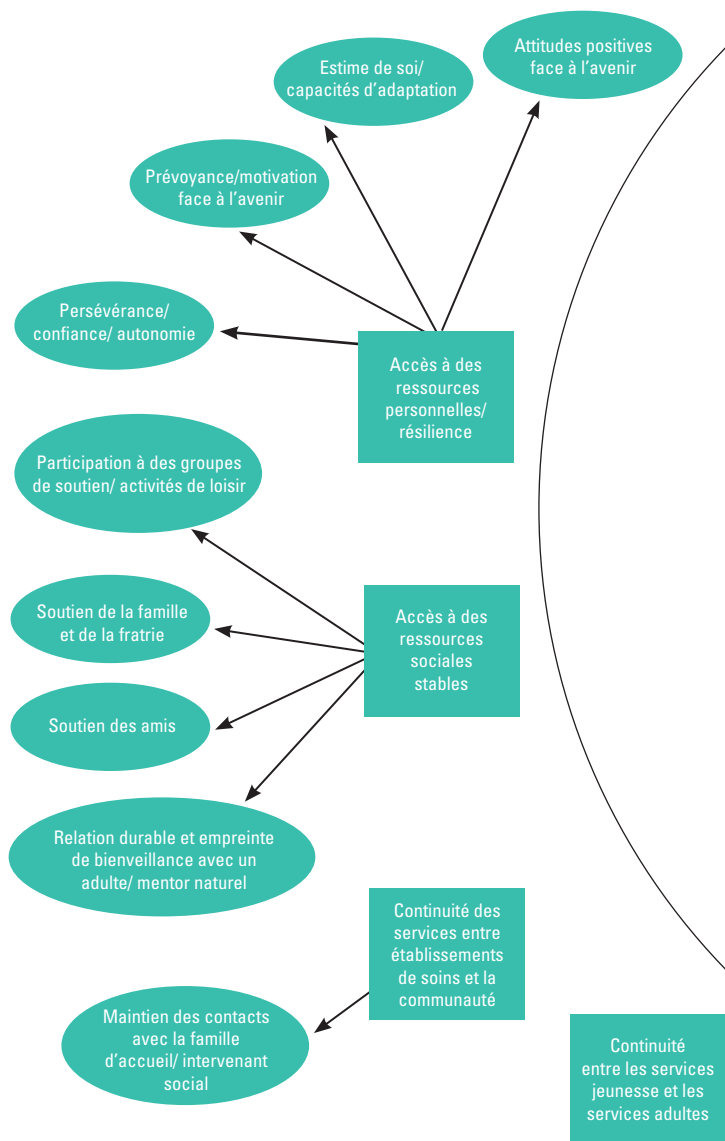 Attitudes positives
face à l’avenir
Estime de soi/
capacités d’adaptation
Prévoyance/motivation
face à l’avenir
Persévérance/
confiance/ autonomie
Accès à des
ressources
personnelles/
résilience
Participation à des groupes
de soutien/ activités de loisir
Soutien de la famille
et de la fratrie
Accès à des
ressources
sociales
stables
Soutien des amis
Relation durable et empreinte
de bienveillance avec un
adulte/ mentor naturel
Continuité des
services entre
établissements
de soins et la
communauté
Maintien des contacts
avec la famille
d’accueil/ intervenant
social
Continuité
entre les services
jeunesse et les
services adultes